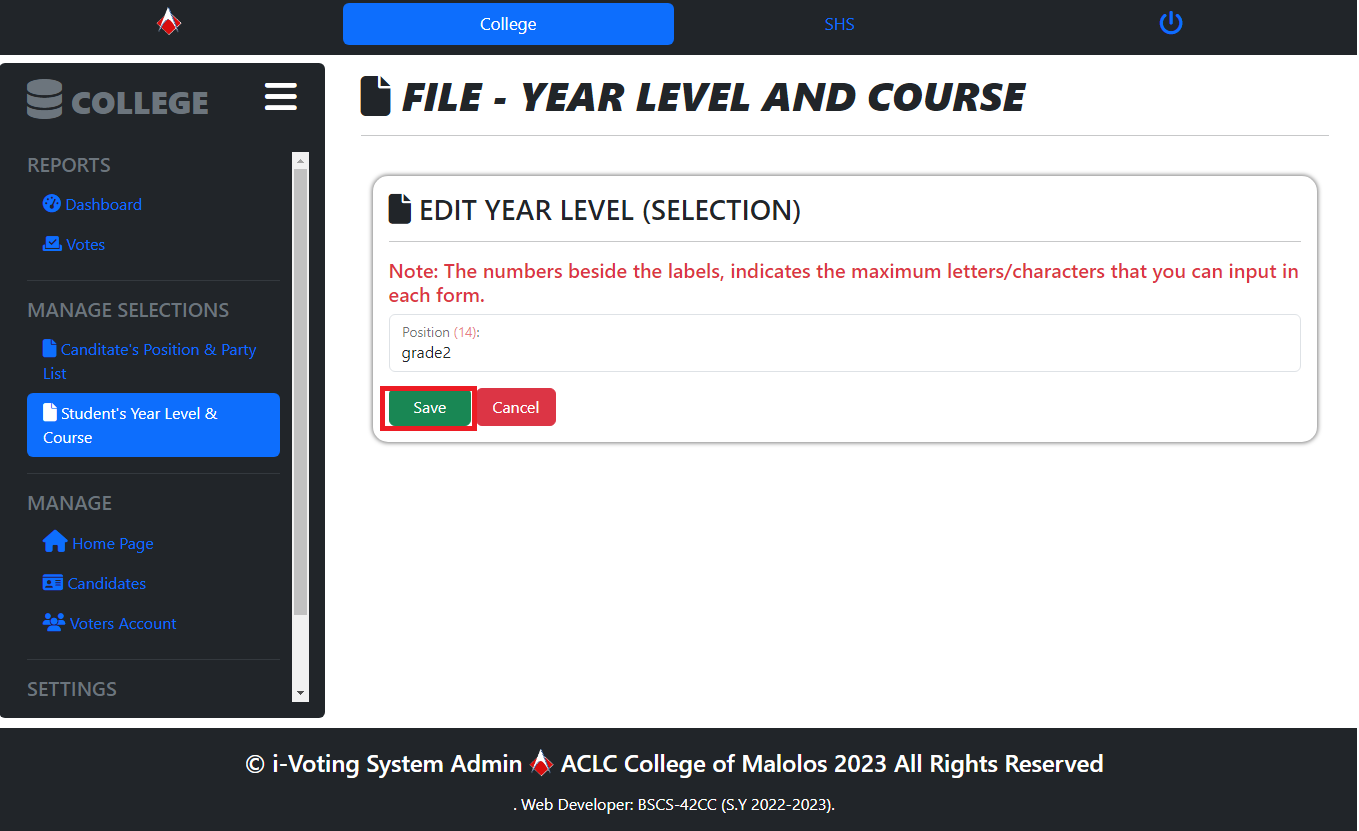 College
SHS
COLLEGE
REPORTS
Dashboard
Votes
MANAGE SELECTIONS
Canditate's Position & Party
List
Student's Year Level &
Course
MANAGE
Home Page
Candidates
Voters Account
SETTINGS
FILE - YEAR LEVEL AND COURSE
EDIT YEAR LEVEL (SELECTION)
Note: The numbers beside the labels, indicates the maximum letters/characters that you can input in
each form.
Position (14):
grade2
Save
Cancel
© i-Voting System Admin ACLC College of Malolos 2023 All Rights Reserved
. Web Developer: BSCS-42CC (S.Y 2022-2023).